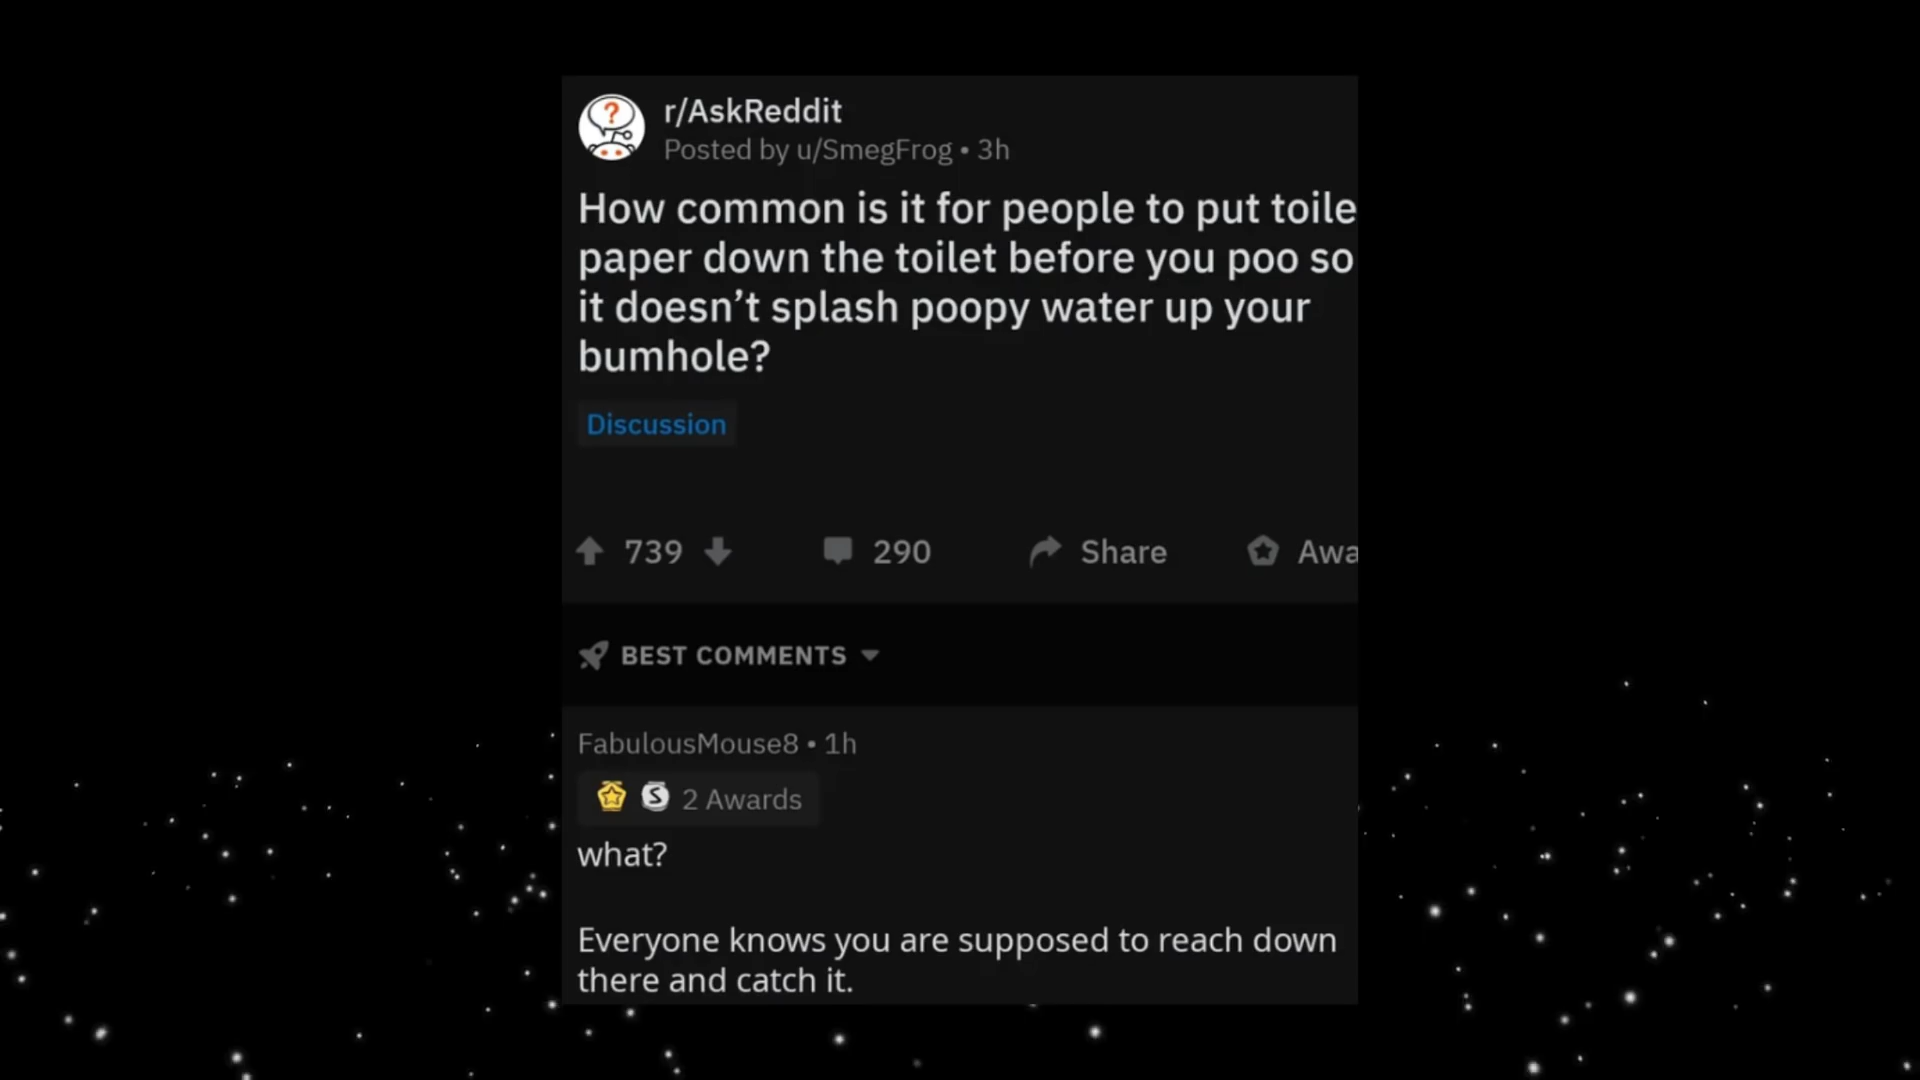 r/AskReddit
Posted by u/SmegFrog • 3h
How common is it for people to put toile
paper down the toilet before you poo so
it doesn’t splash poopy water up your
bumhole?
Discussion
739 290 Share Awa
BEST COMMENTS
FabulousMouse8 • 1h
2 Awards
what?
Everyone knows you are supposed to reach down
there and catch it.